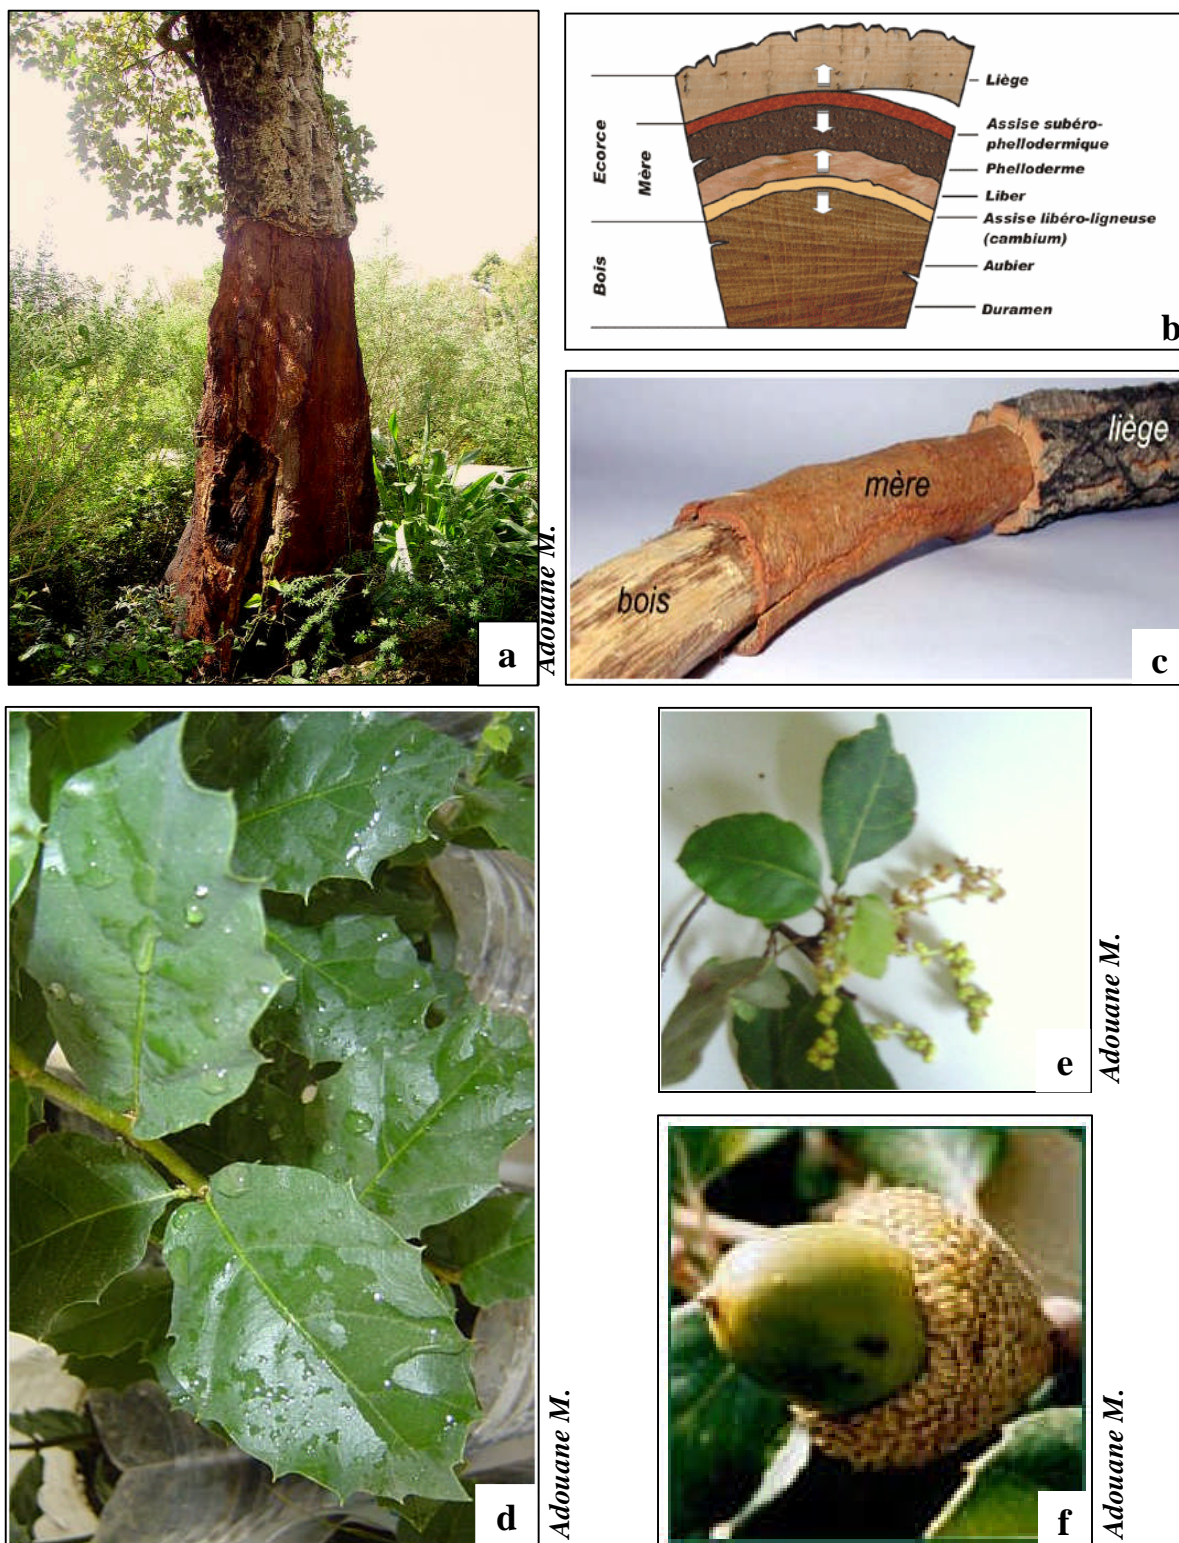 a
Adouane M.
Ecorce
Mère
Bois
Liège
Assise subéro-
phellodermique
Phelloderme
Liber
Assise libéro-ligneuse
(cambium)
Aubier
Duramen
b
bois
mère
liège
c
d
Adouane M.
e
Adouane M.
f
Adouane M.